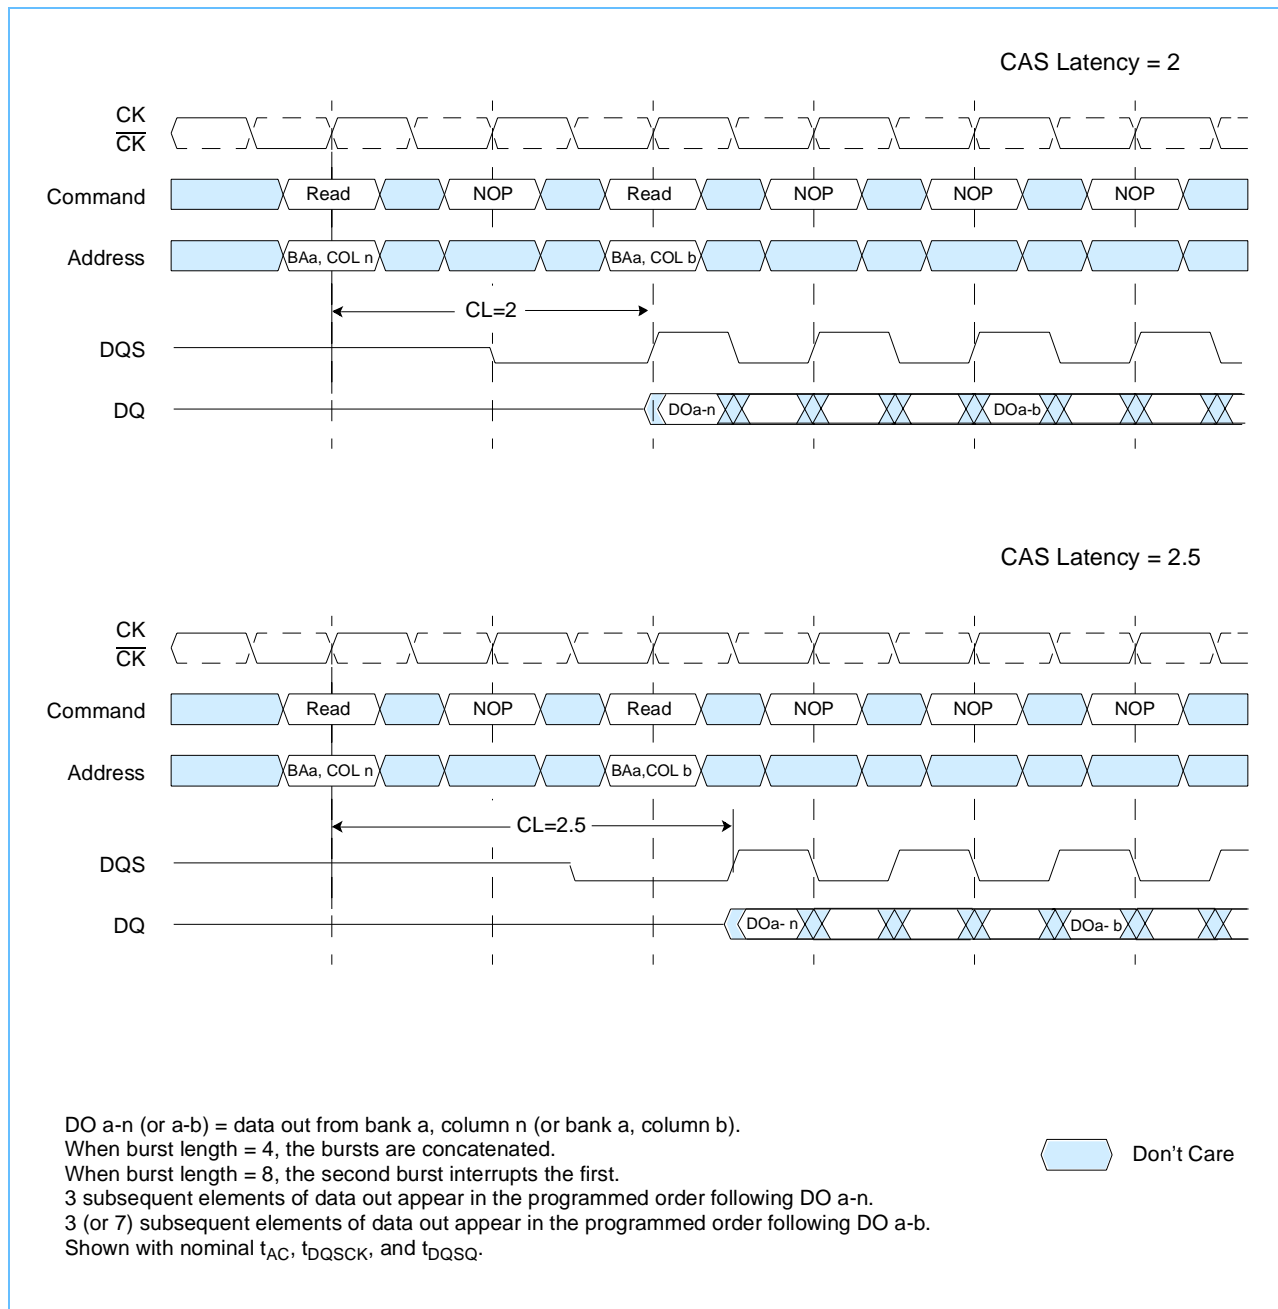 CAS Latency = 2
CK
CK
Command Read NOP Read NOP NOP NOP
Address BAa, COL n BAa, COL b
CL=2
DQS
DQ DOa-n DOa-b
CAS Latency = 2.5
CK
CK
Command Read NOP Read NOP NOP NOP
Address BAa, COL n BAa,COL b
CL=2.5
DQS
DQ DOa- n DOa- b
DO a-n (or a-b) = data out from bank a, column n (or bank a, column b).
When burst length = 4, the bursts are concatenated.
When burst length = 8, the second burst interrupts the first.
3 subsequent elements of data out appear in the programmed order following DO a-n.
3 (or 7) subsequent elements of data out appear in the programmed order following DO a-b.
Shown with nominal tAC, tDQSCK, and tDQSQ.
Don't Care